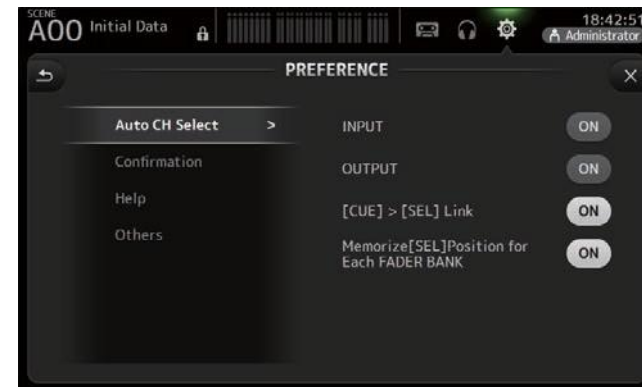 SCENE
A00 Initial Data
18:42:51
Administrator
PREFERENCE
Auto CH Select >
Confirmation
Help
Others
INPUT ON
OUTPUT ON
[CUE] > [SEL] Link ON
Memorize[SEL]Position for
Each FADER BANK ON